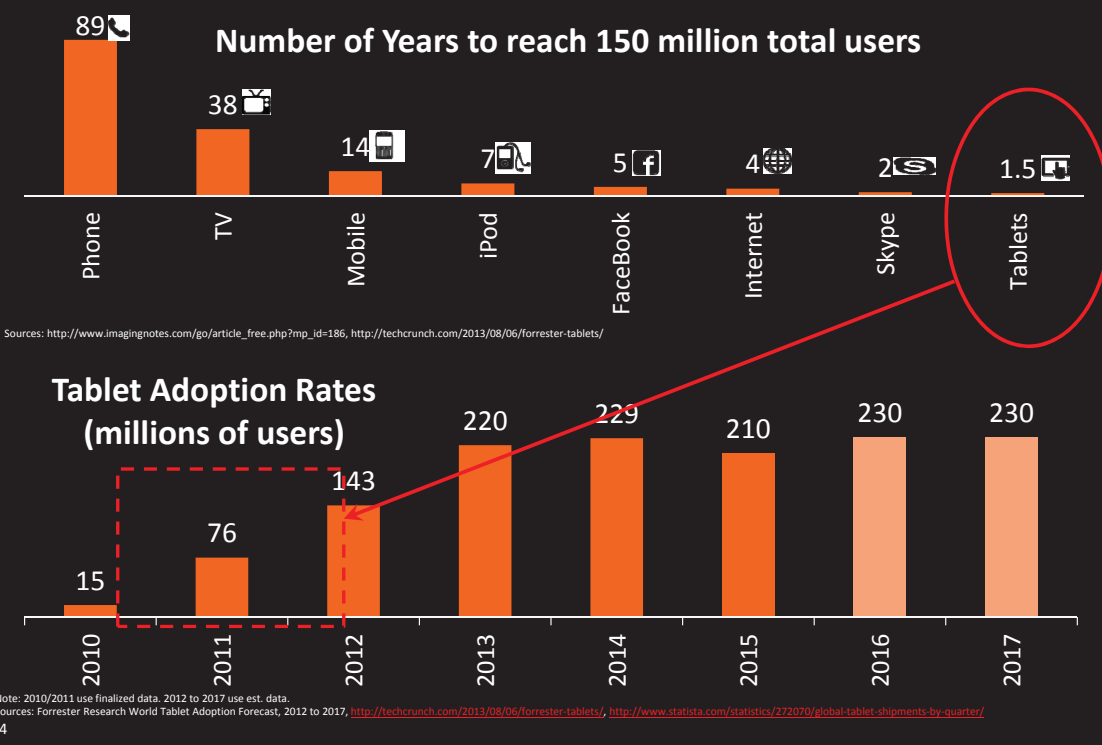 89
Number of Years to reach 150 million total users
38
14
7
5
4
2
1.5
Phone
TV
Mobile
iPod
FaceBook
Internet
Skype
Tablets
Sources: http://www.imagingnotes.com/go/article_free.php?mp_id=186, http://techcrunch.com/2013/08/06/forrester-tablets/
Tablet Adoption Rates
(millions of users)
15
76
143
220
229
210
230
230
2010
2011
2012
2013
2014
2015
2016
2017
ote: 2010/2011 use finalized data. 2012 to 2017 use est. data.
ources: Forrester Research World Tablet Adoption Forecast, 2012 to 2017, http://techcrunch.com/2013/08/06/forrester-tablets/, http://www.statista.com/statistics/272070/global-tablet-shipments-by-quarter/
4